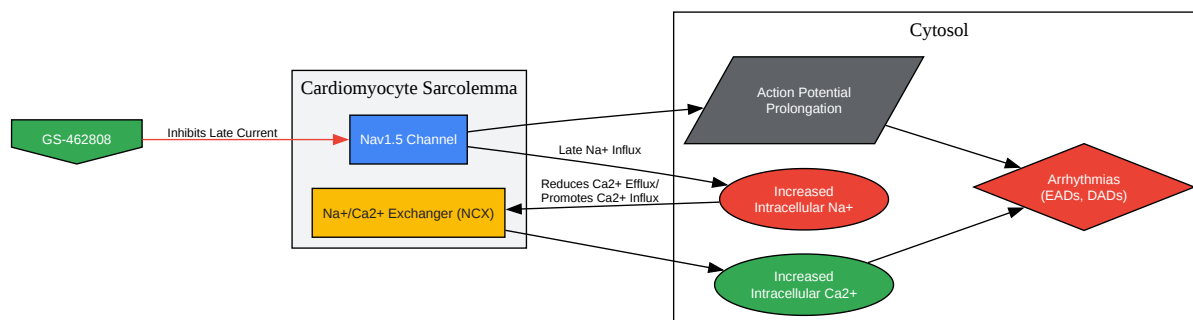 Cytosol
Cardiomyocyte Sarcolemma
Action Potential
Prolongation
GS-462808
Inhibits Late Current
Nav1.5 Channel
Late Na+ Influx
Reduces Ca2+ Efflux/
Promotes Ca2+ Influx
Increased
Intracellular Na+
Arrhythmias
(EADs, DADs)
Na+/Ca2+ Exchanger (NCX)
Increased
Intracellular Ca2+